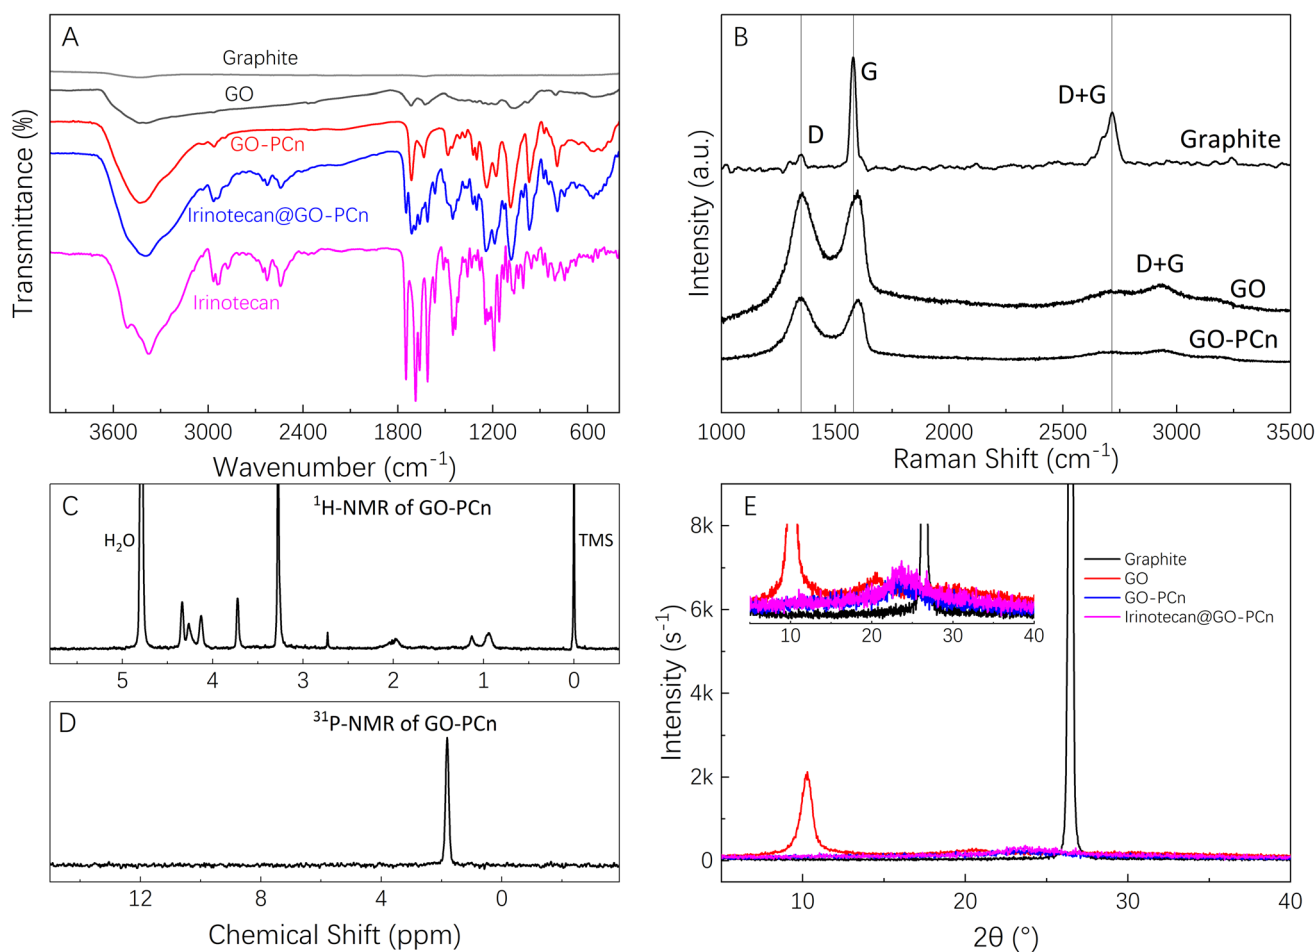 A
Graphite
GO
GO-PCn
Irinotecan@GO-PCn
Irinotecan
Transmittance (%)
3600 3000 2400 1800 1200 600
Wavenumber (cm⁻¹)
B
G
D
D+G
Graphite
D+G
GO
GO-PCn
Intensity (a.u.)
1000 1500 2000 2500 3000 3500
Raman Shift (cm⁻¹)
C
¹H-NMR of GO-PCn
H₂O
TMS
5 4 3 2 1 0
D
³¹P-NMR of GO-PCn
12 8 4 0
Chemical Shift (ppm)
E
8k
6k
4k
2k
0
Intensity (s⁻¹)
10 20 30 40
Graphite
GO
GO-PCn
Irinotecan@GO-PCn
10 20 30 40
2θ (°)